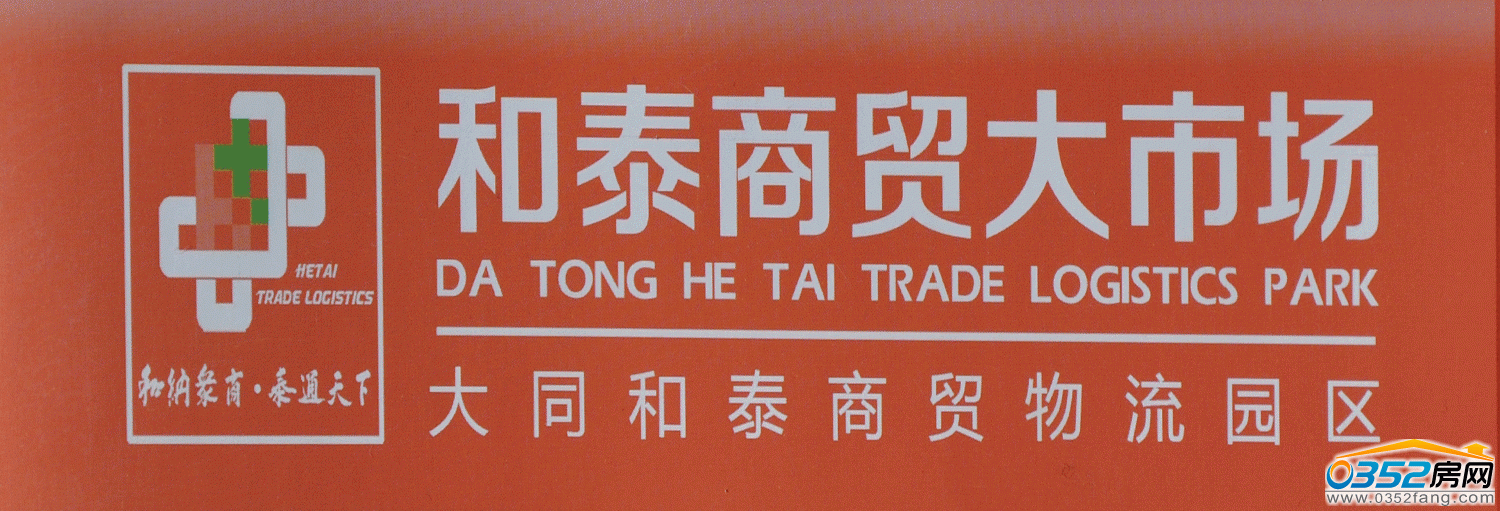 HETAI
TRADE LOGISTICS
和纳众商·泰通天下
和泰商贸大市场
DA TONG HE TAI TRADE LOGISTICS PARK
大同和泰商贸物流园区
0352房网
www.0352fang.com